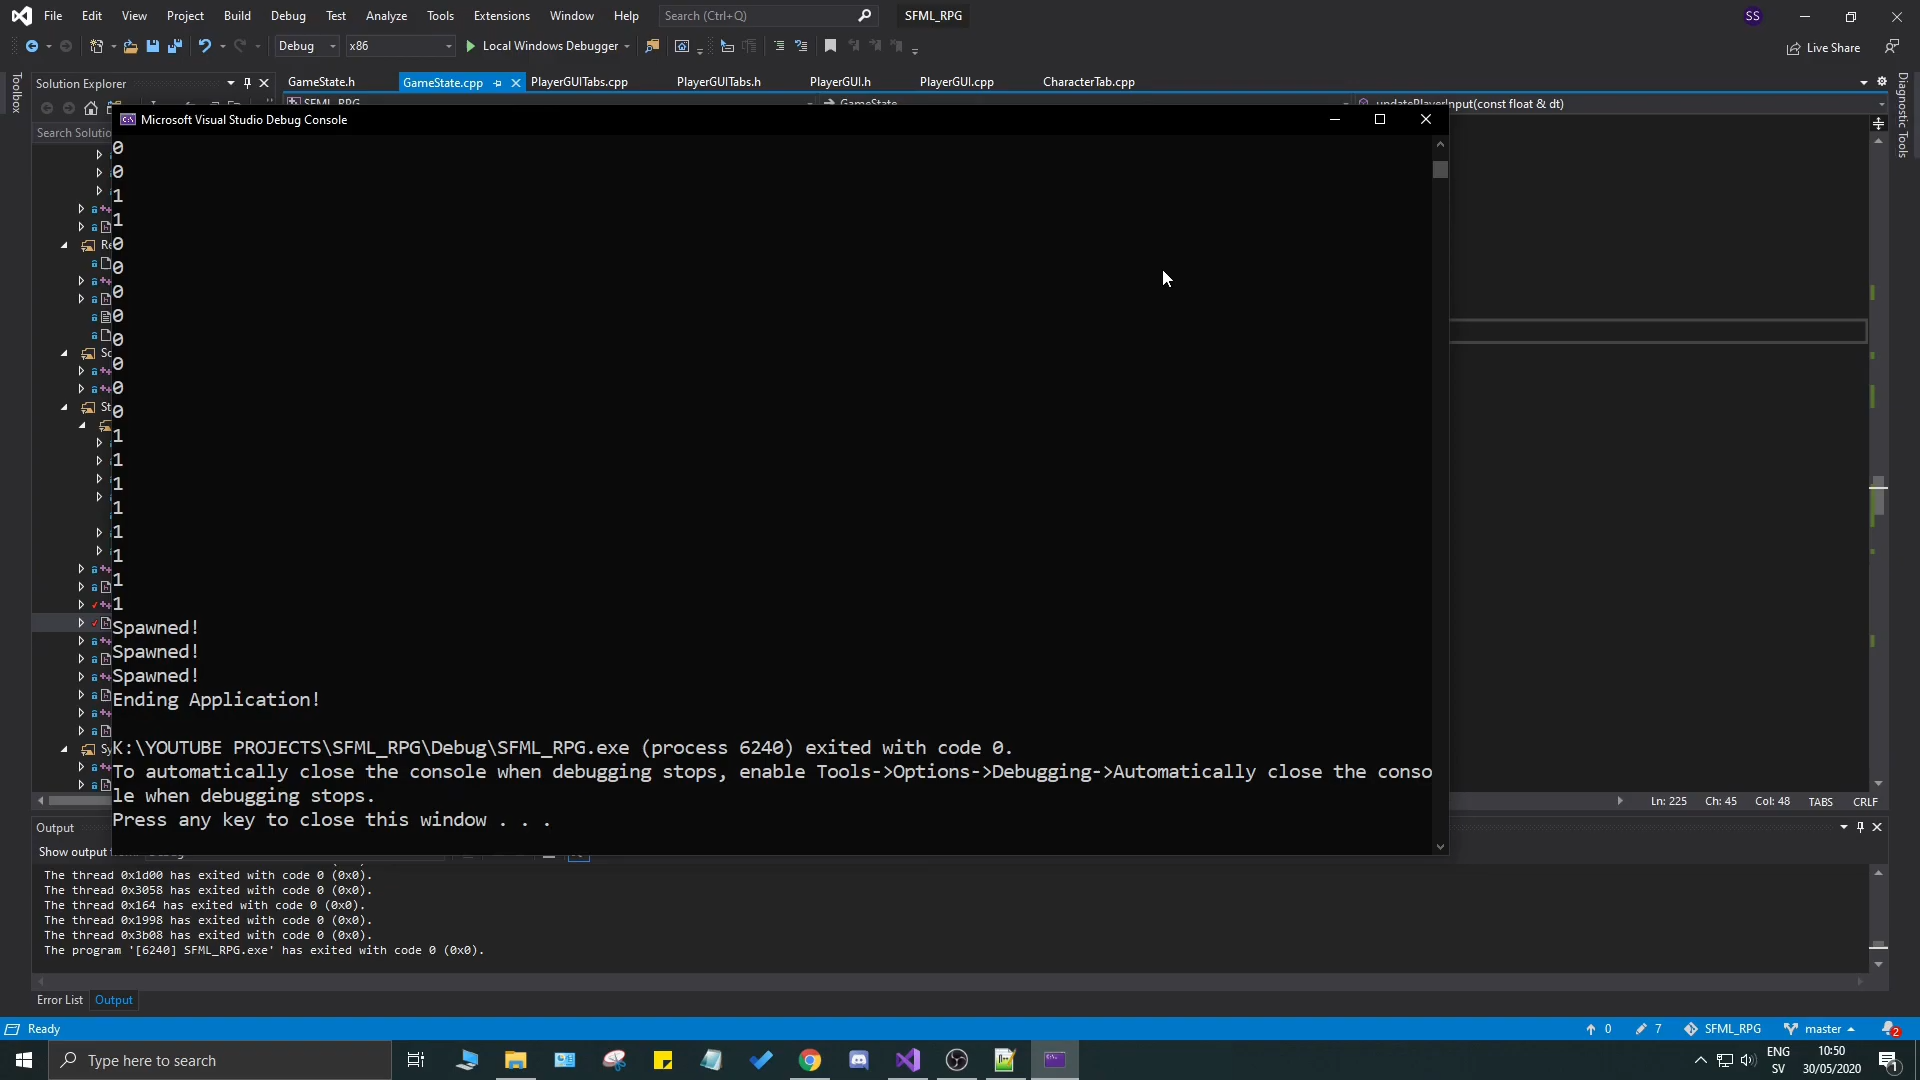 File Edit View Project Build Debug Test Analyze Tools Extensions Window Help Search (Ctrl+Q) SFML_RPG SS
Debug x86 Local Windows Debugger Live Share
Toolbox
Solution Explorer
GameState.h GameState.cpp PlayerGUITabs.cpp PlayerGUITabs.h PlayerGUI.h PlayerGUI.cpp CharacterTab.cpp
Diagnostic Tools
SFML_RPG GameState updatePlayerInput(const float & dt)
Microsoft Visual Studio Debug Console
Search Solutio
0
0
1
1
0
0
0
0
0
0
0
0
1
1
1
1
1
1
1
1
Spawned!
Spawned!
Spawned!
Ending Application!
K:\YOUTUBE PROJECTS\SFML_RPG\Debug\SFML_RPG.exe (process 6240) exited with code 0.
To automatically close the console when debugging stops, enable Tools->Options->Debugging->Automatically close the conso
le when debugging stops.
Press any key to close this window . . .
Ln: 225 Ch: 45 Col: 48 TABS CRLF
Output
Show output
The thread 0x1d00 has exited with code 0 (0x0).
The thread 0x3058 has exited with code 0 (0x0).
The thread 0x164 has exited with code 0 (0x0).
The thread 0x1998 has exited with code 0 (0x0).
The thread 0x3b08 has exited with code 0 (0x0).
The program '[6240] SFML_RPG.exe' has exited with code 0 (0x0).
Error List Output
Ready 0 7 SFML_RPG master 2
Type here to search
ENG
SV
10:50
30/05/2020
1